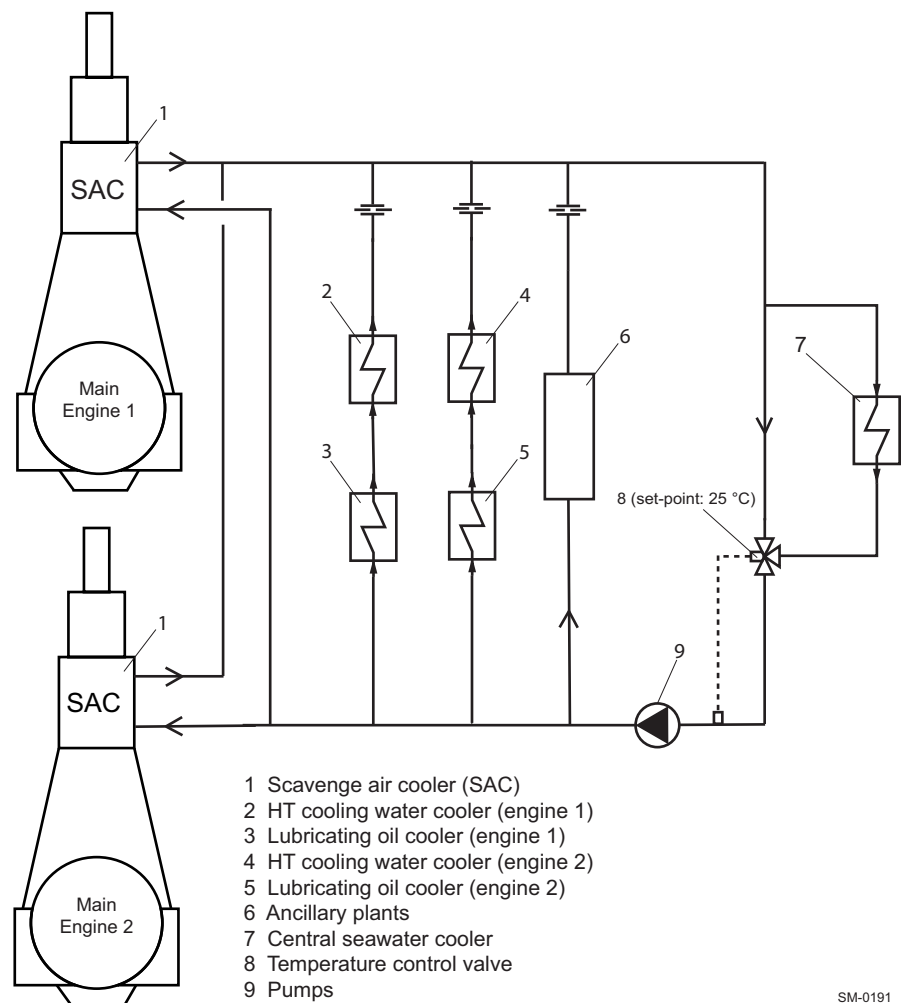 1
SAC
Main
Engine 1
2
4
6
7
3
5
8 (set-point: 25 °C)
1
9
SAC
Main
Engine 2
1 Scavenge air cooler (SAC)
2 HT cooling water cooler (engine 1)
3 Lubricating oil cooler (engine 1)
4 HT cooling water cooler (engine 2)
5 Lubricating oil cooler (engine 2)
6 Ancillary plants
7 Central seawater cooler
8 Temperature control valve
9 Pumps
SM-0191